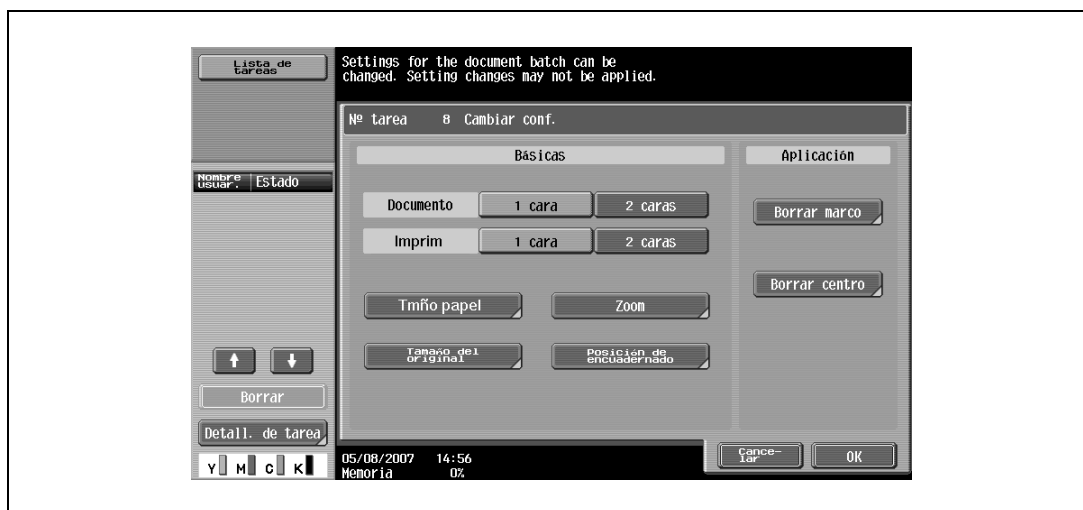 Lista de
tareas
Settings for the document batch can be
changed. Setting changes may not be applied.
Nº tarea 8 Cambiar conf.
Básicas
Aplicación
Nombre
usuar.
Estado
Documento
1 cara
2 caras
Borrar marco
Imprim
1 cara
2 caras
Borrar centro
Tmño papel
Zoom
Tamaño del
original
Posición de
encuadernado
Borrar
Detall. de tarea
Y M C K
05/08/2007 14:56
Memoria 0%
Cance-
lar
OK